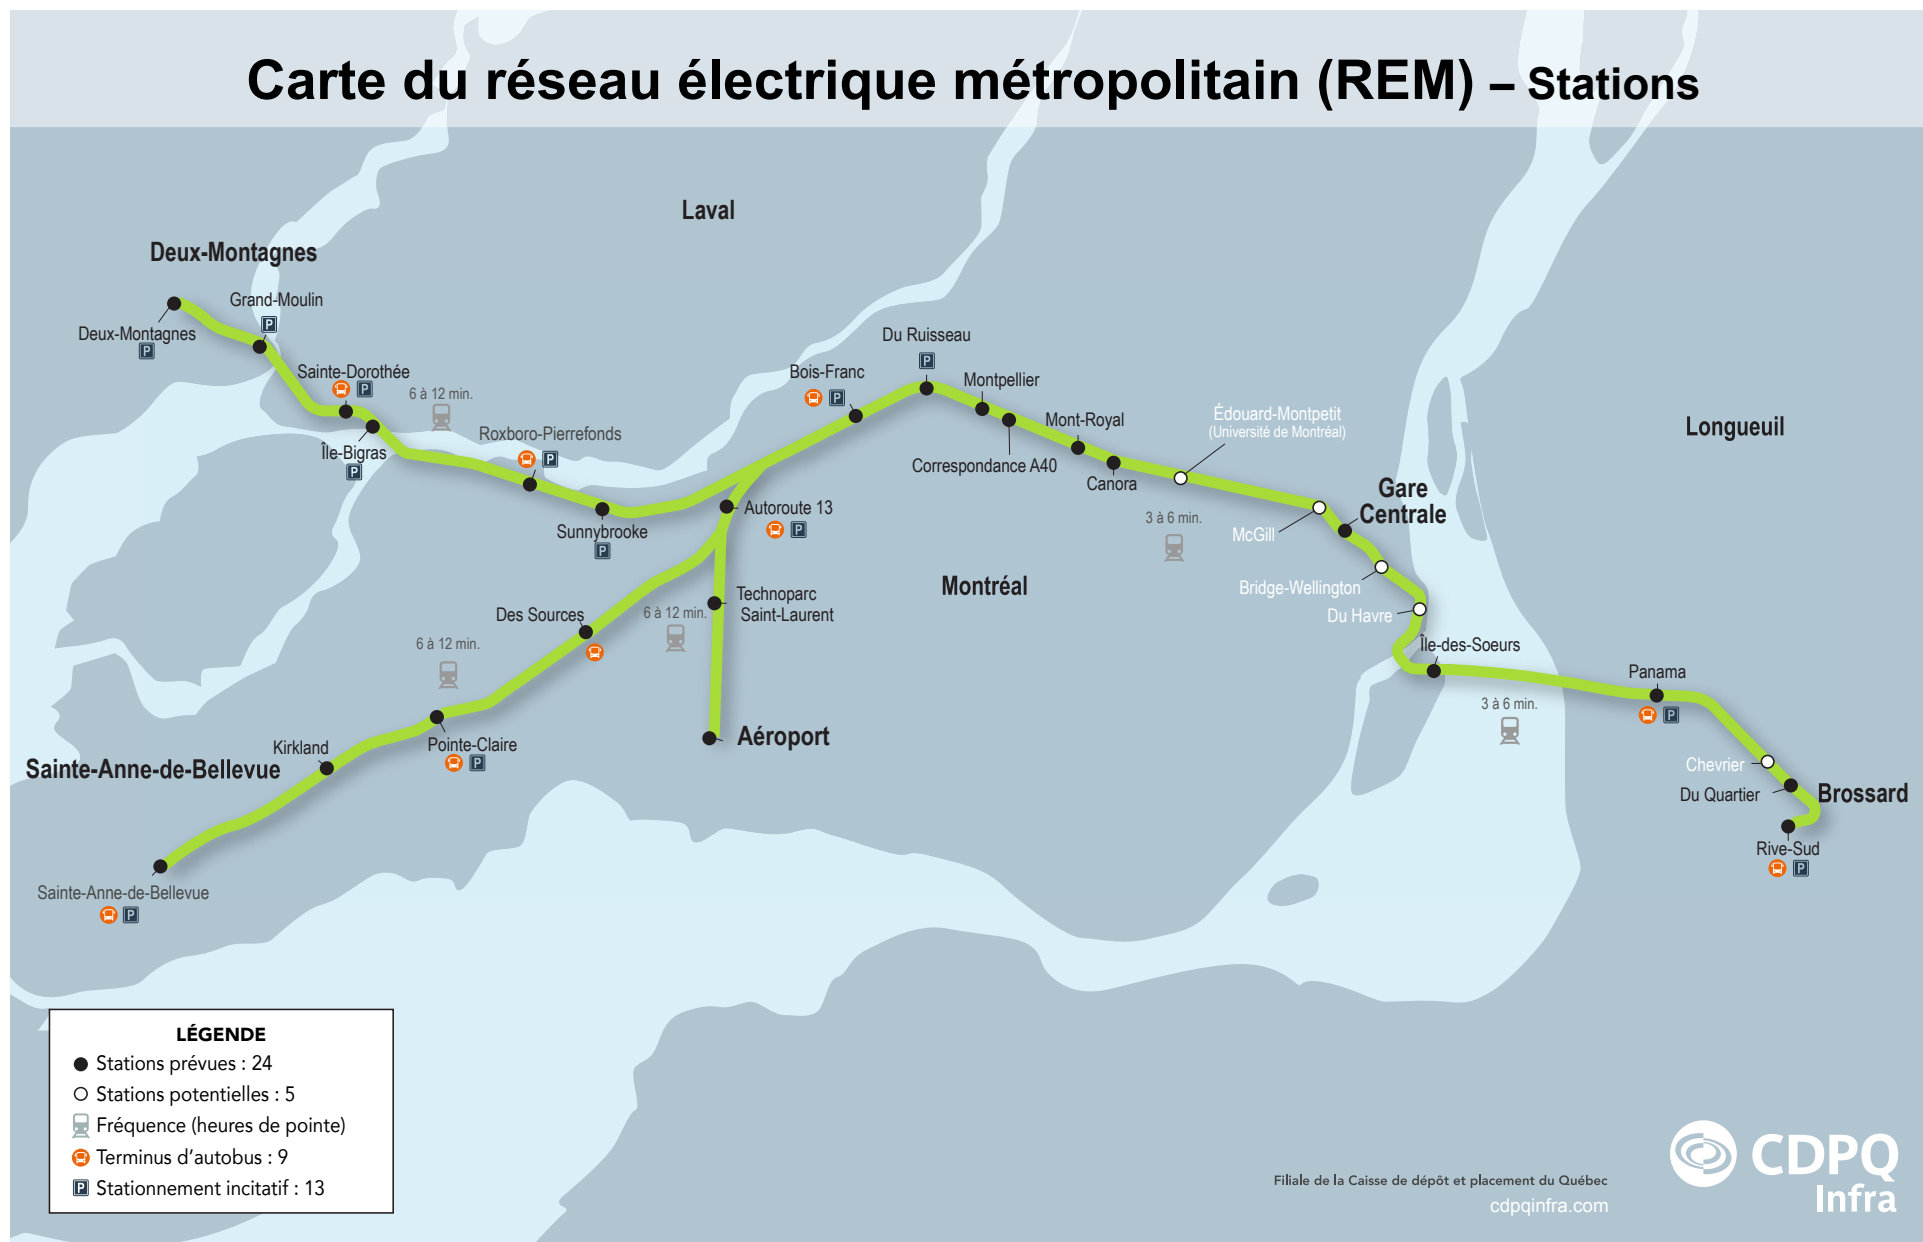 Carte du réseau électrique métropolitain (REM) – Stations
Laval
Deux-Montagnes
Grand-Moulin
P
Deux-Montagnes
P
Sainte-Dorothée
P
6 à 12 min.
Île-Bigras
P
Roxboro-Pierrefonds
P
Sunnybrooke
P
Bois-Franc
P
Du Ruisseau
P
Montpellier
Correspondance A40
Mont-Royal
Canora
Édouard-Montpetit
(Université de Montréal)
Longueuil
Gare
Centrale
McGill
3 à 6 min.
Bridge-Wellington
Du Havre
Île-des-Soeurs
Autoroute 13
P
Montréal
Technoparc
Saint-Laurent
6 à 12 min.
Des Sources
6 à 12 min.
Aéroport
Pointe-Claire
P
Kirkland
Sainte-Anne-de-Bellevue
Sainte-Anne-de-Bellevue
P
3 à 6 min.
Panama
P
Chevrier
Du Quartier
Brossard
Rive-Sud
P
LÉGENDE
Stations prévues : 24
Stations potentielles : 5
Fréquence (heures de pointe)
Terminus d'autobus : 9
P Stationnement incitatif : 13
Filiale de la Caisse de dépôt et placement du Québec
cdpqinfra.com
CDPQ
Infra